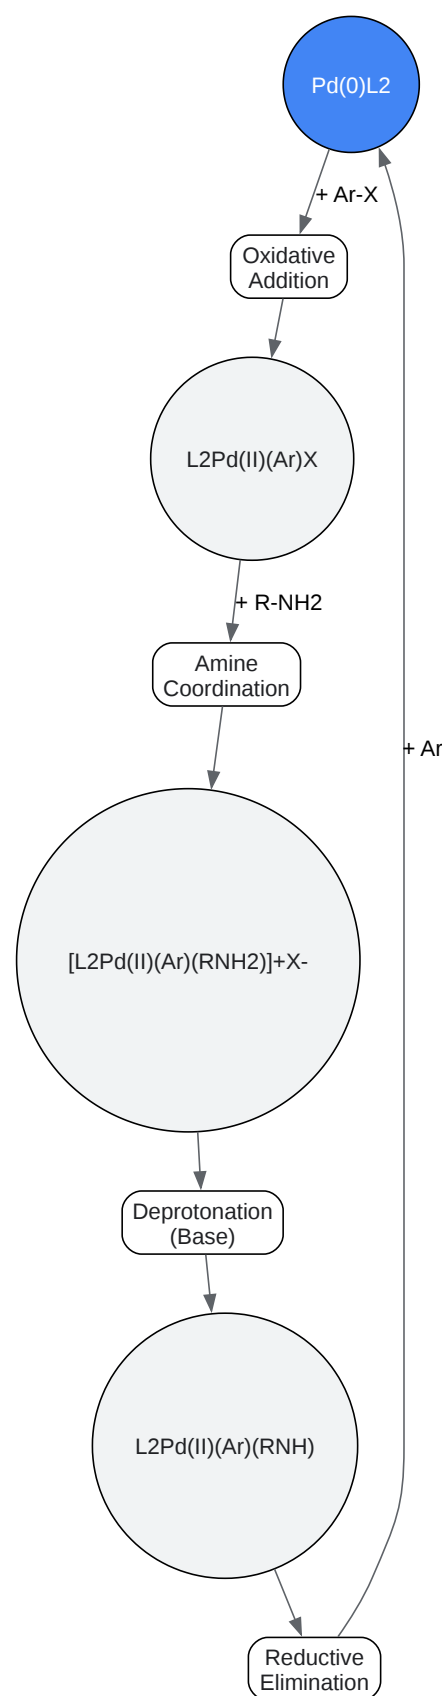 Pd(0)L2
+ Ar-X
Oxidative
Addition
L2Pd(II)(Ar)X
+ R-NH2
Amine
Coordination
+ Ar
[L2Pd(II)(Ar)(RNH2)]+X-
Deprotonation
(Base)
L2Pd(II)(Ar)(RNH)
Reductive
Elimination